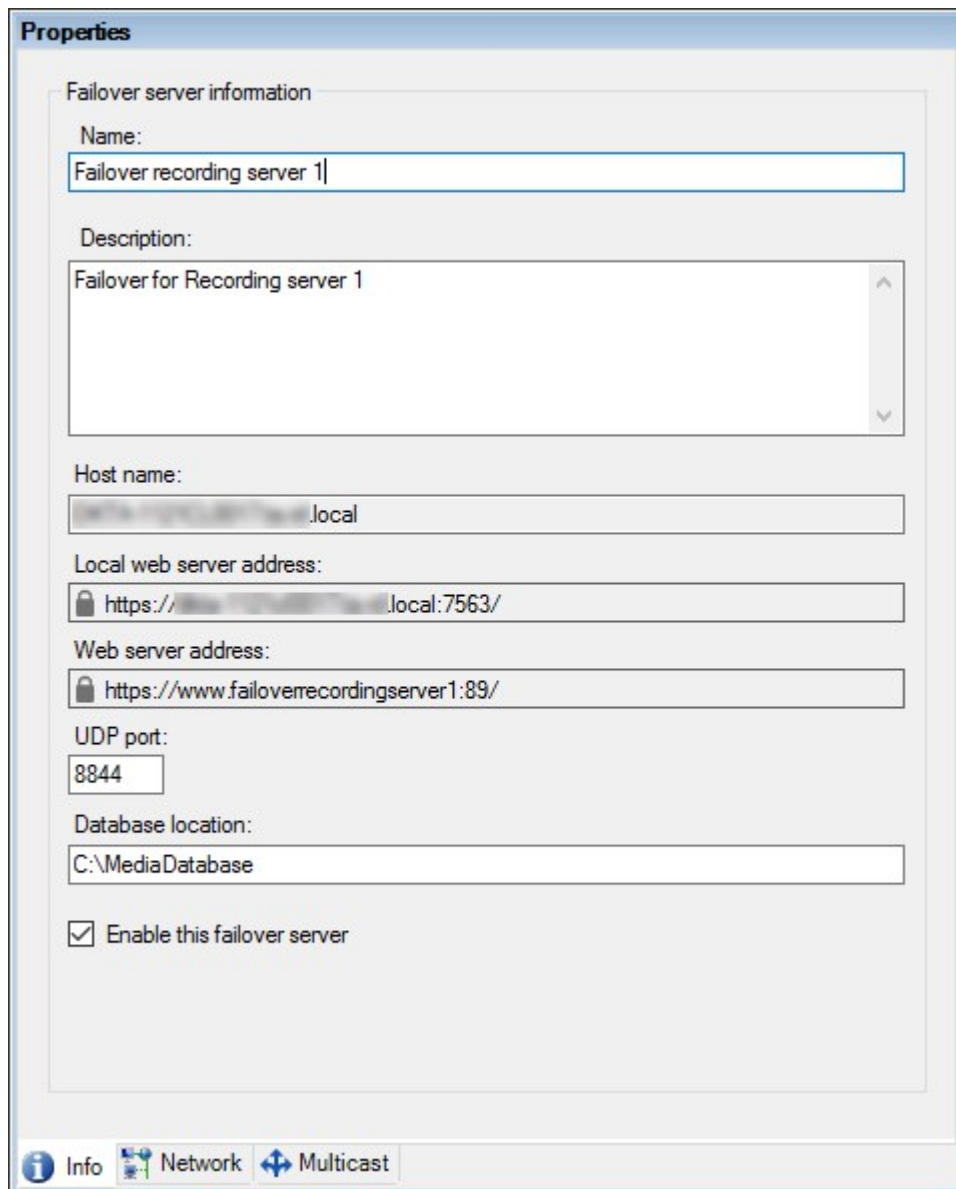 Properties
Failover server information
Name:
Failover recording server 1
Description:
Failover for Recording server 1
Host name:
.local
Local web server address:
https:// .local:7563/
Web server address:
https://www.failoverrecordingserver1:89/
UDP port:
8844
Database location:
C:\MediaDatabase
Enable this failover server
Info Network Multicast